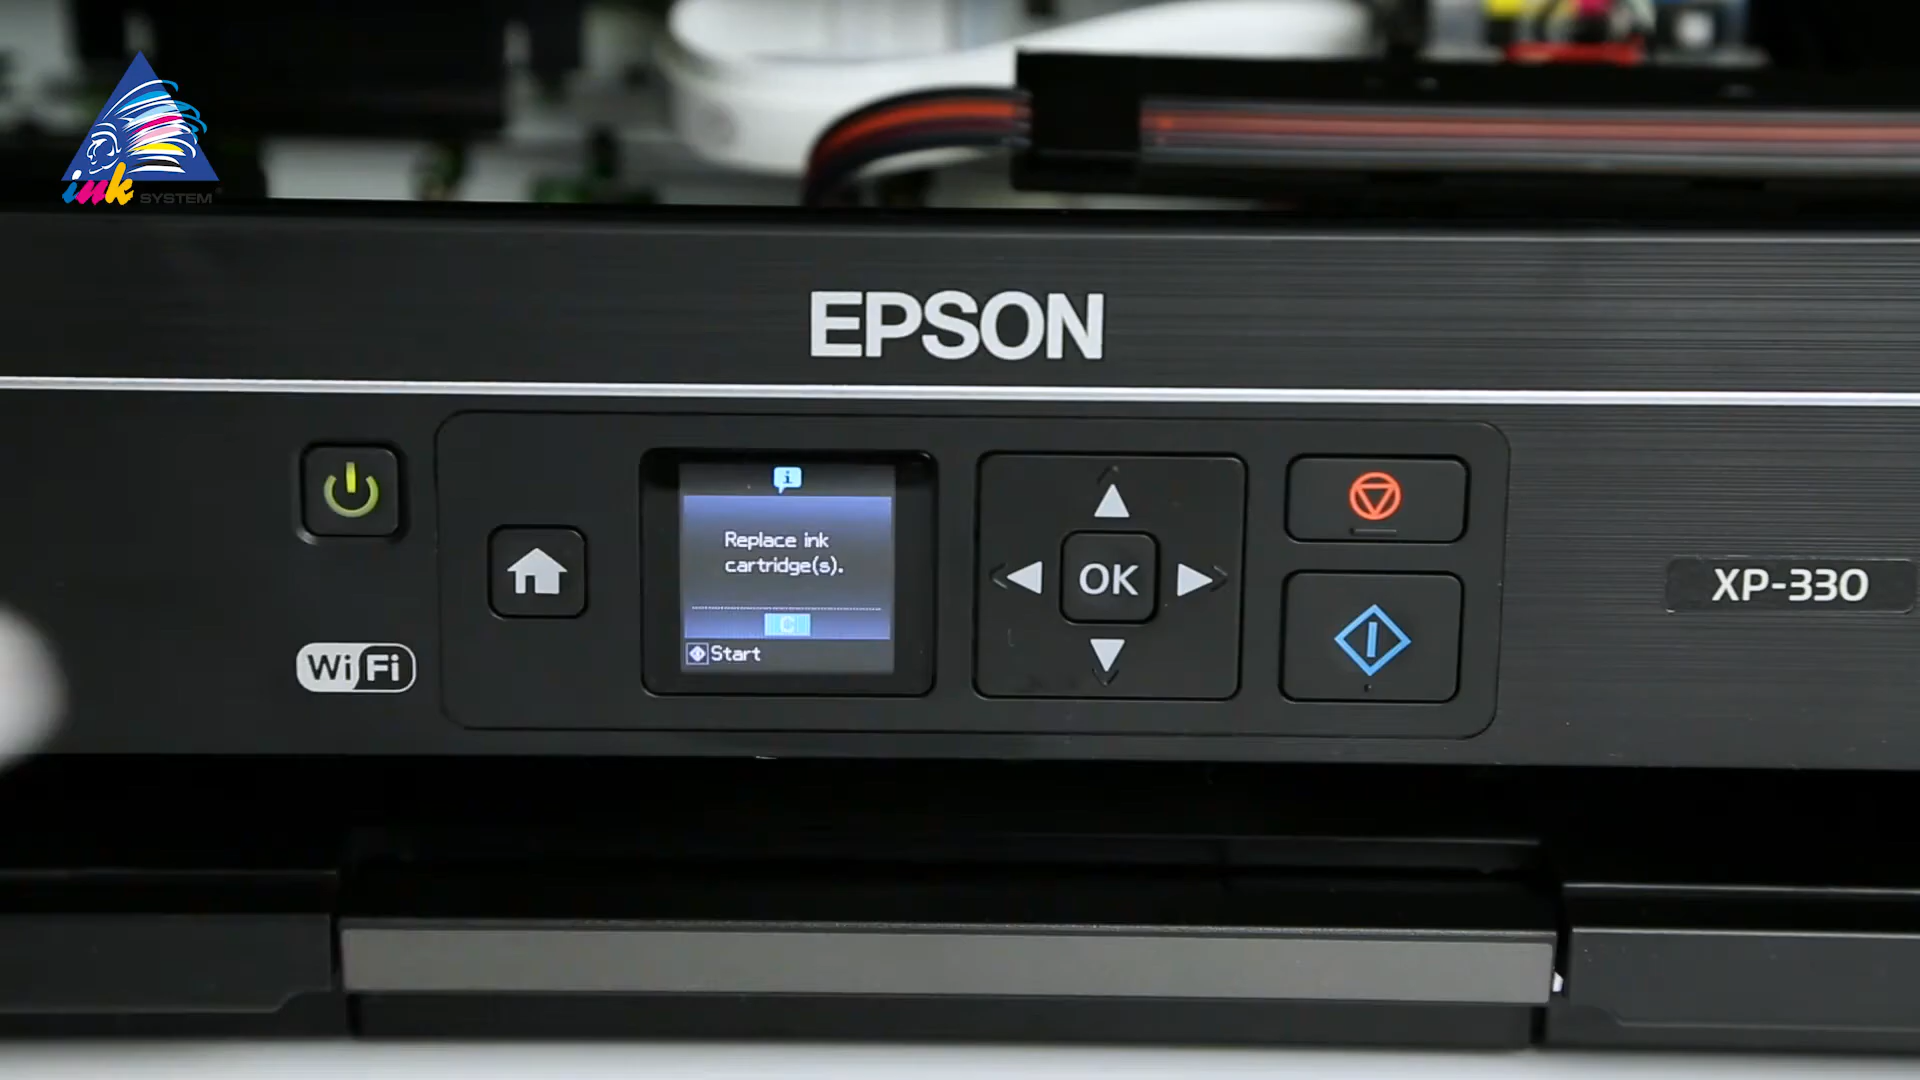 ink SYSTEM®
EPSON
Replace ink
cartridge(s).
C
Start
OK
WiFi
XP-330